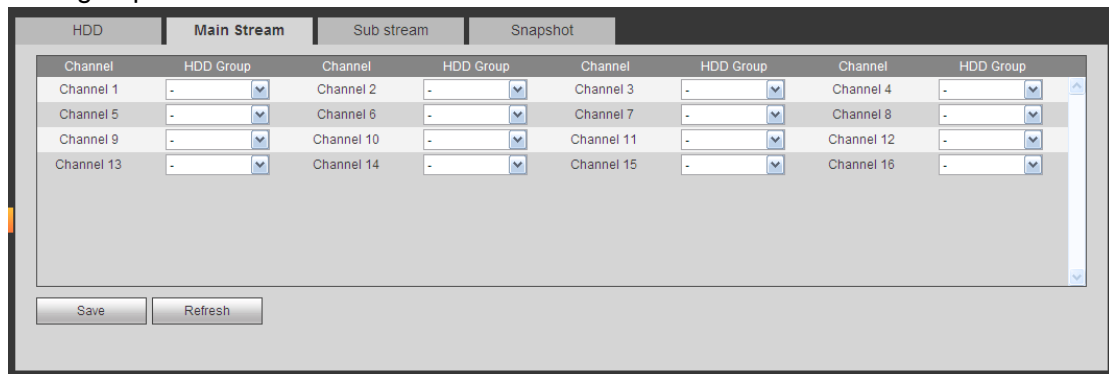 HDD Main Stream Sub stream Snapshot
Channel HDD Group Channel HDD Group Channel HDD Group Channel HDD Group
Channel 1 - Channel 2 - Channel 3 - Channel 4 -
Channel 5 - Channel 6 - Channel 7 - Channel 8 -
Channel 9 - Channel 10 - Channel 11 - Channel 12 -
Channel 13 - Channel 14 - Channel 15 - Channel 16 -
Save Refresh